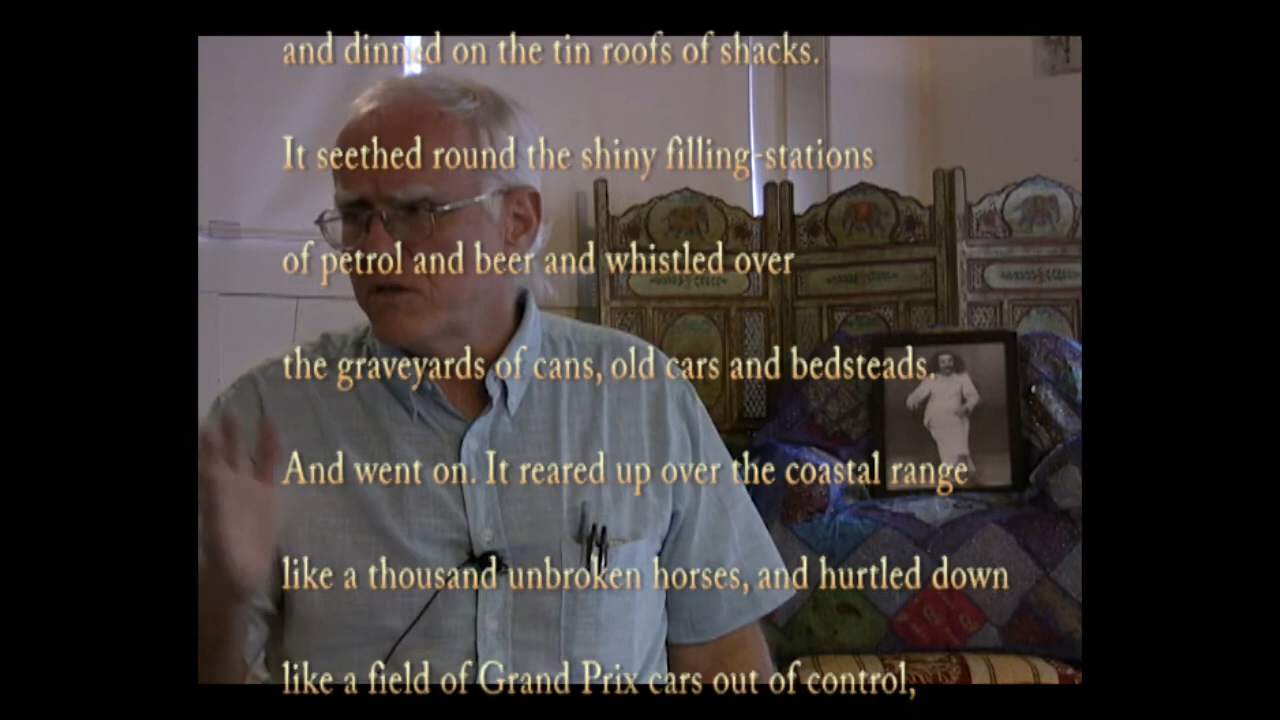 and dinned on the tin roofs of shacks.
It seethed round the shiny filling-stations
of petrol and beer and whistled over
the graveyards of cans, old cars and bedsteads.
And went on. It reared up over the coastal range
like a thousand unbroken horses, and hurtled down
like a field of Grand Prix cars out of control,